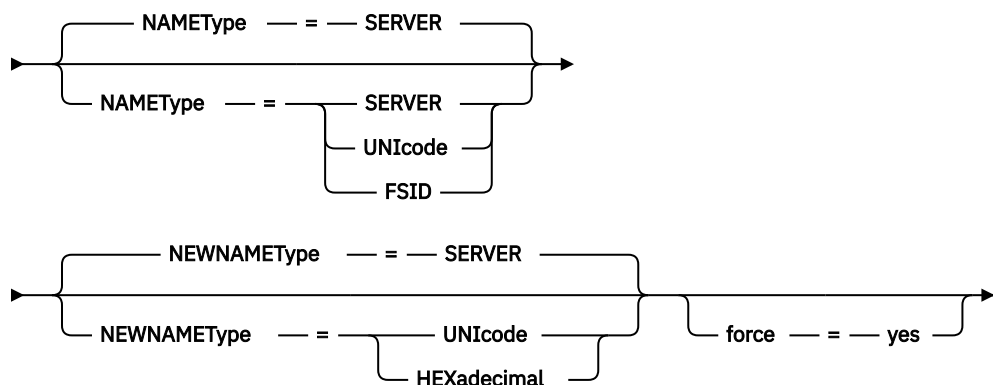 NAMEType = SERVER
NAMEType = SERVER
UNIcode
FSID
NEWNAMEType = SERVER
NEWNAMEType = UNIcode
HEXadecimal
force = yes